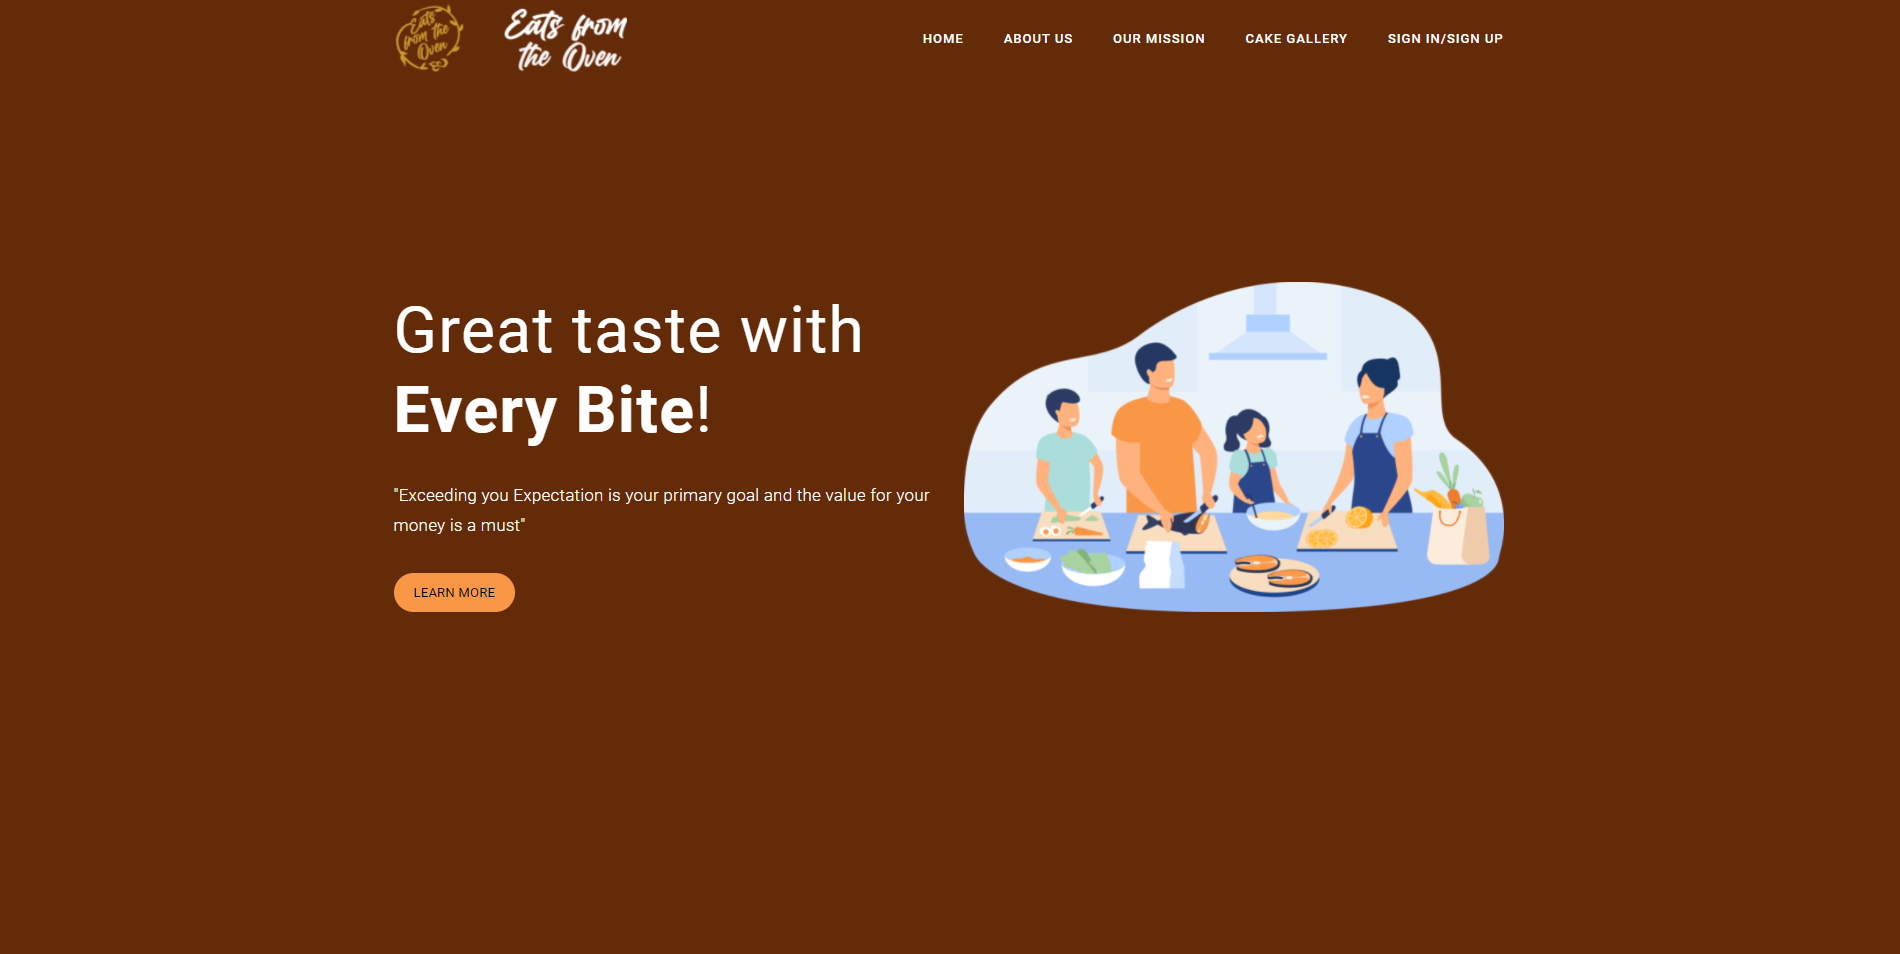 Eats
from the
Oven
Eats from
the Oven
HOME ABOUT US OUR MISSION CAKE GALLERY SIGN IN/SIGN UP
Great taste with
Every Bite!
"Exceeding you Expectation is your primary goal and the value for your
money is a must"
LEARN MORE